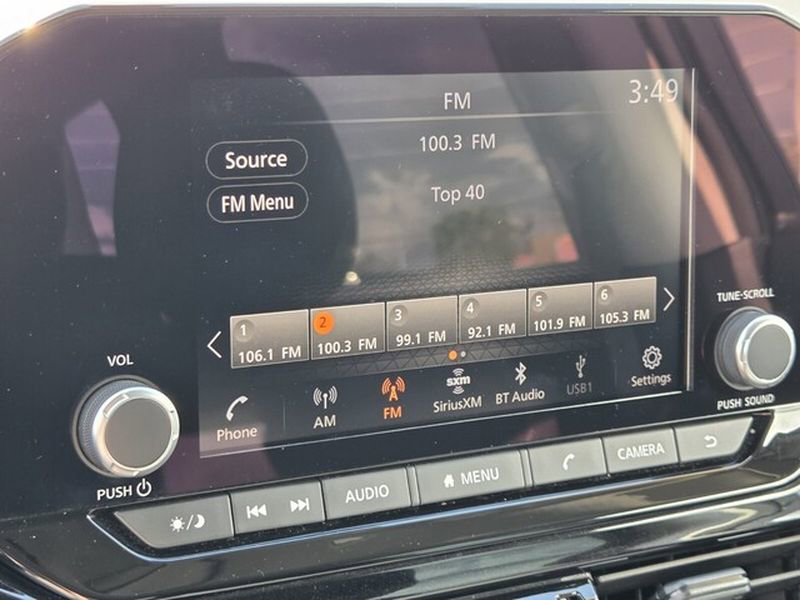 FM
3:49
100.3 FM
Source
Top 40
FM Menu
1
106.1 FM
2
100.3 FM
3
99.1 FM
4
92.1 FM
5
101.9 FM
6
105.3 FM
Phone
AM
FM
sxm
SiriusXM
BT Audio
USB1
Settings
VOL
PUSH
TUNE·SCROLL
PUSH SOUND
AUDIO
MENU
CAMERA